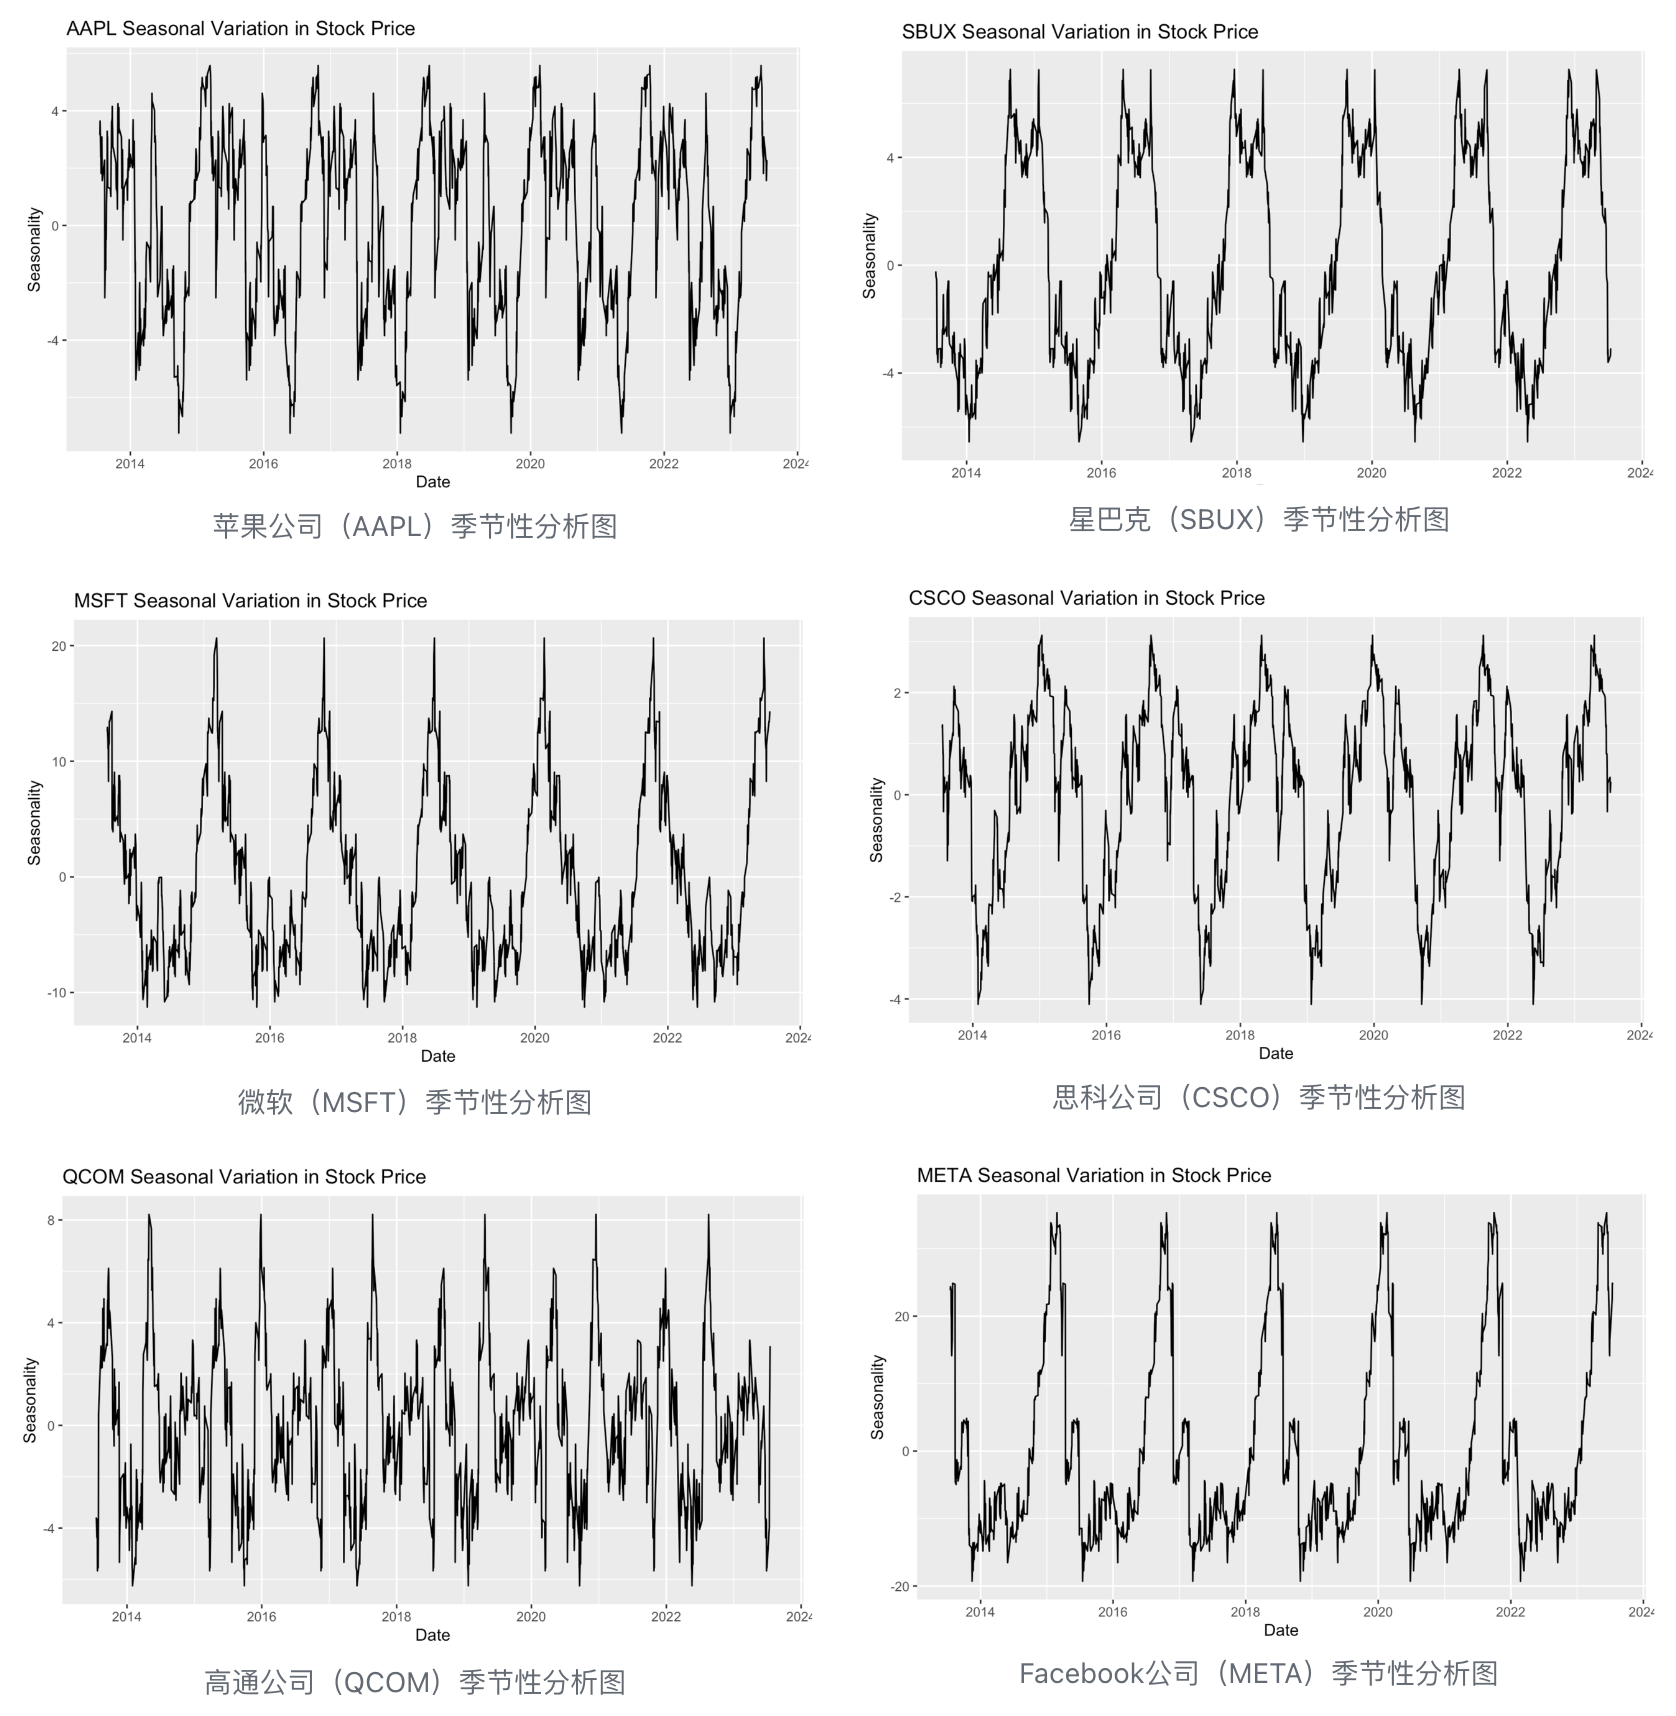 AAPL Seasonal Variation in Stock Price
Seasonality
4
0
-4
2014 2016 2018 2020 2022 2024
Date
苹果公司（AAPL）季节性分析图
SBUX Seasonal Variation in Stock Price
Seasonality
4
0
-4
2014 2016 2018 2020 2022 2024
星巴克（SBUX）季节性分析图
MSFT Seasonal Variation in Stock Price
Seasonality
20
10
0
-10
2014 2016 2018 2020 2022 2024
Date
微软（MSFT）季节性分析图
CSCO Seasonal Variation in Stock Price
Seasonality
2
0
-2
-4
2014 2016 2018 2020 2022 2024
Date
思科公司（CSCO）季节性分析图
QCOM Seasonal Variation in Stock Price
Seasonality
8
4
0
-4
2014 2016 2018 2020 2022 2024
Date
高通公司（QCOM）季节性分析图
META Seasonal Variation in Stock Price
Seasonality
20
0
-20
2014 2016 2018 2020 2022 2024
Date
Facebook公司（META）季节性分析图